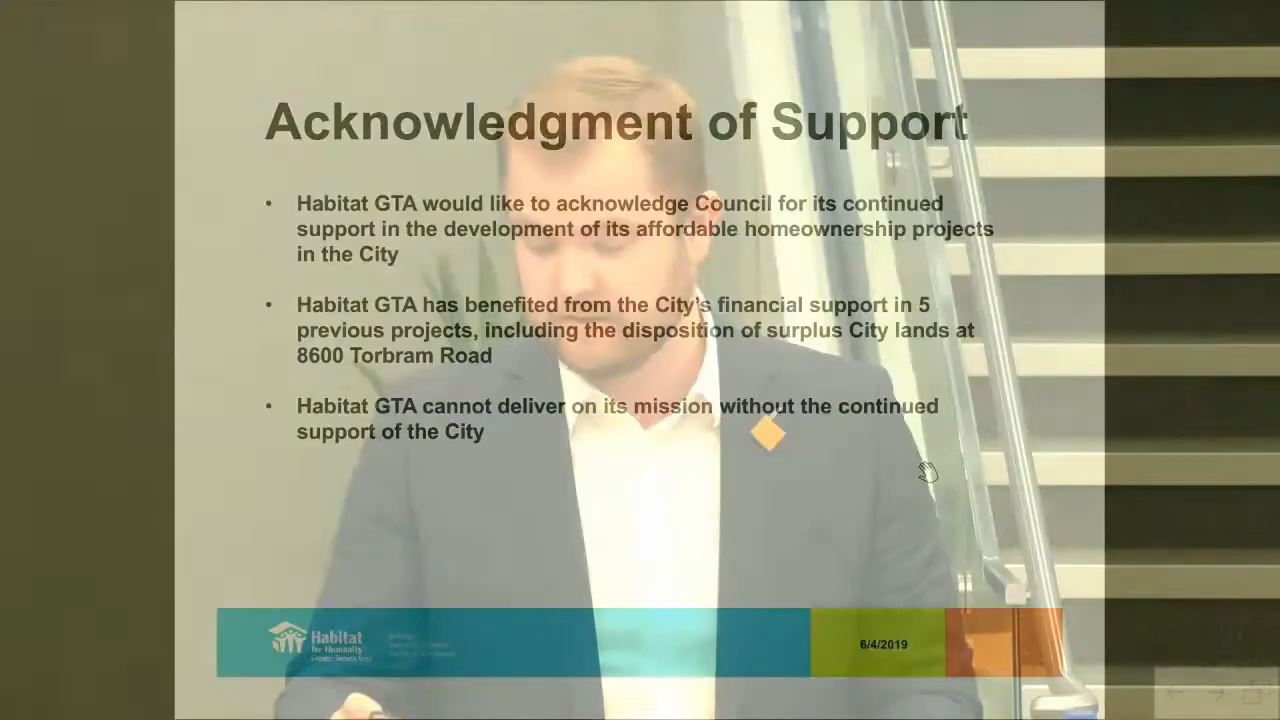 Acknowledgment of Support
• Habitat GTA would like to acknowledge Council for its continued
support in the development of its affordable homeownership projects
in the City
• Habitat GTA has benefited from the City's financial support in 5
previous projects, including the disposition of surplus City lands at
8600 Torbram Road
• Habitat GTA cannot deliver on its mission without the continued
support of the City
Habitat
for Humanity
Greater Toronto Area
6/4/2019